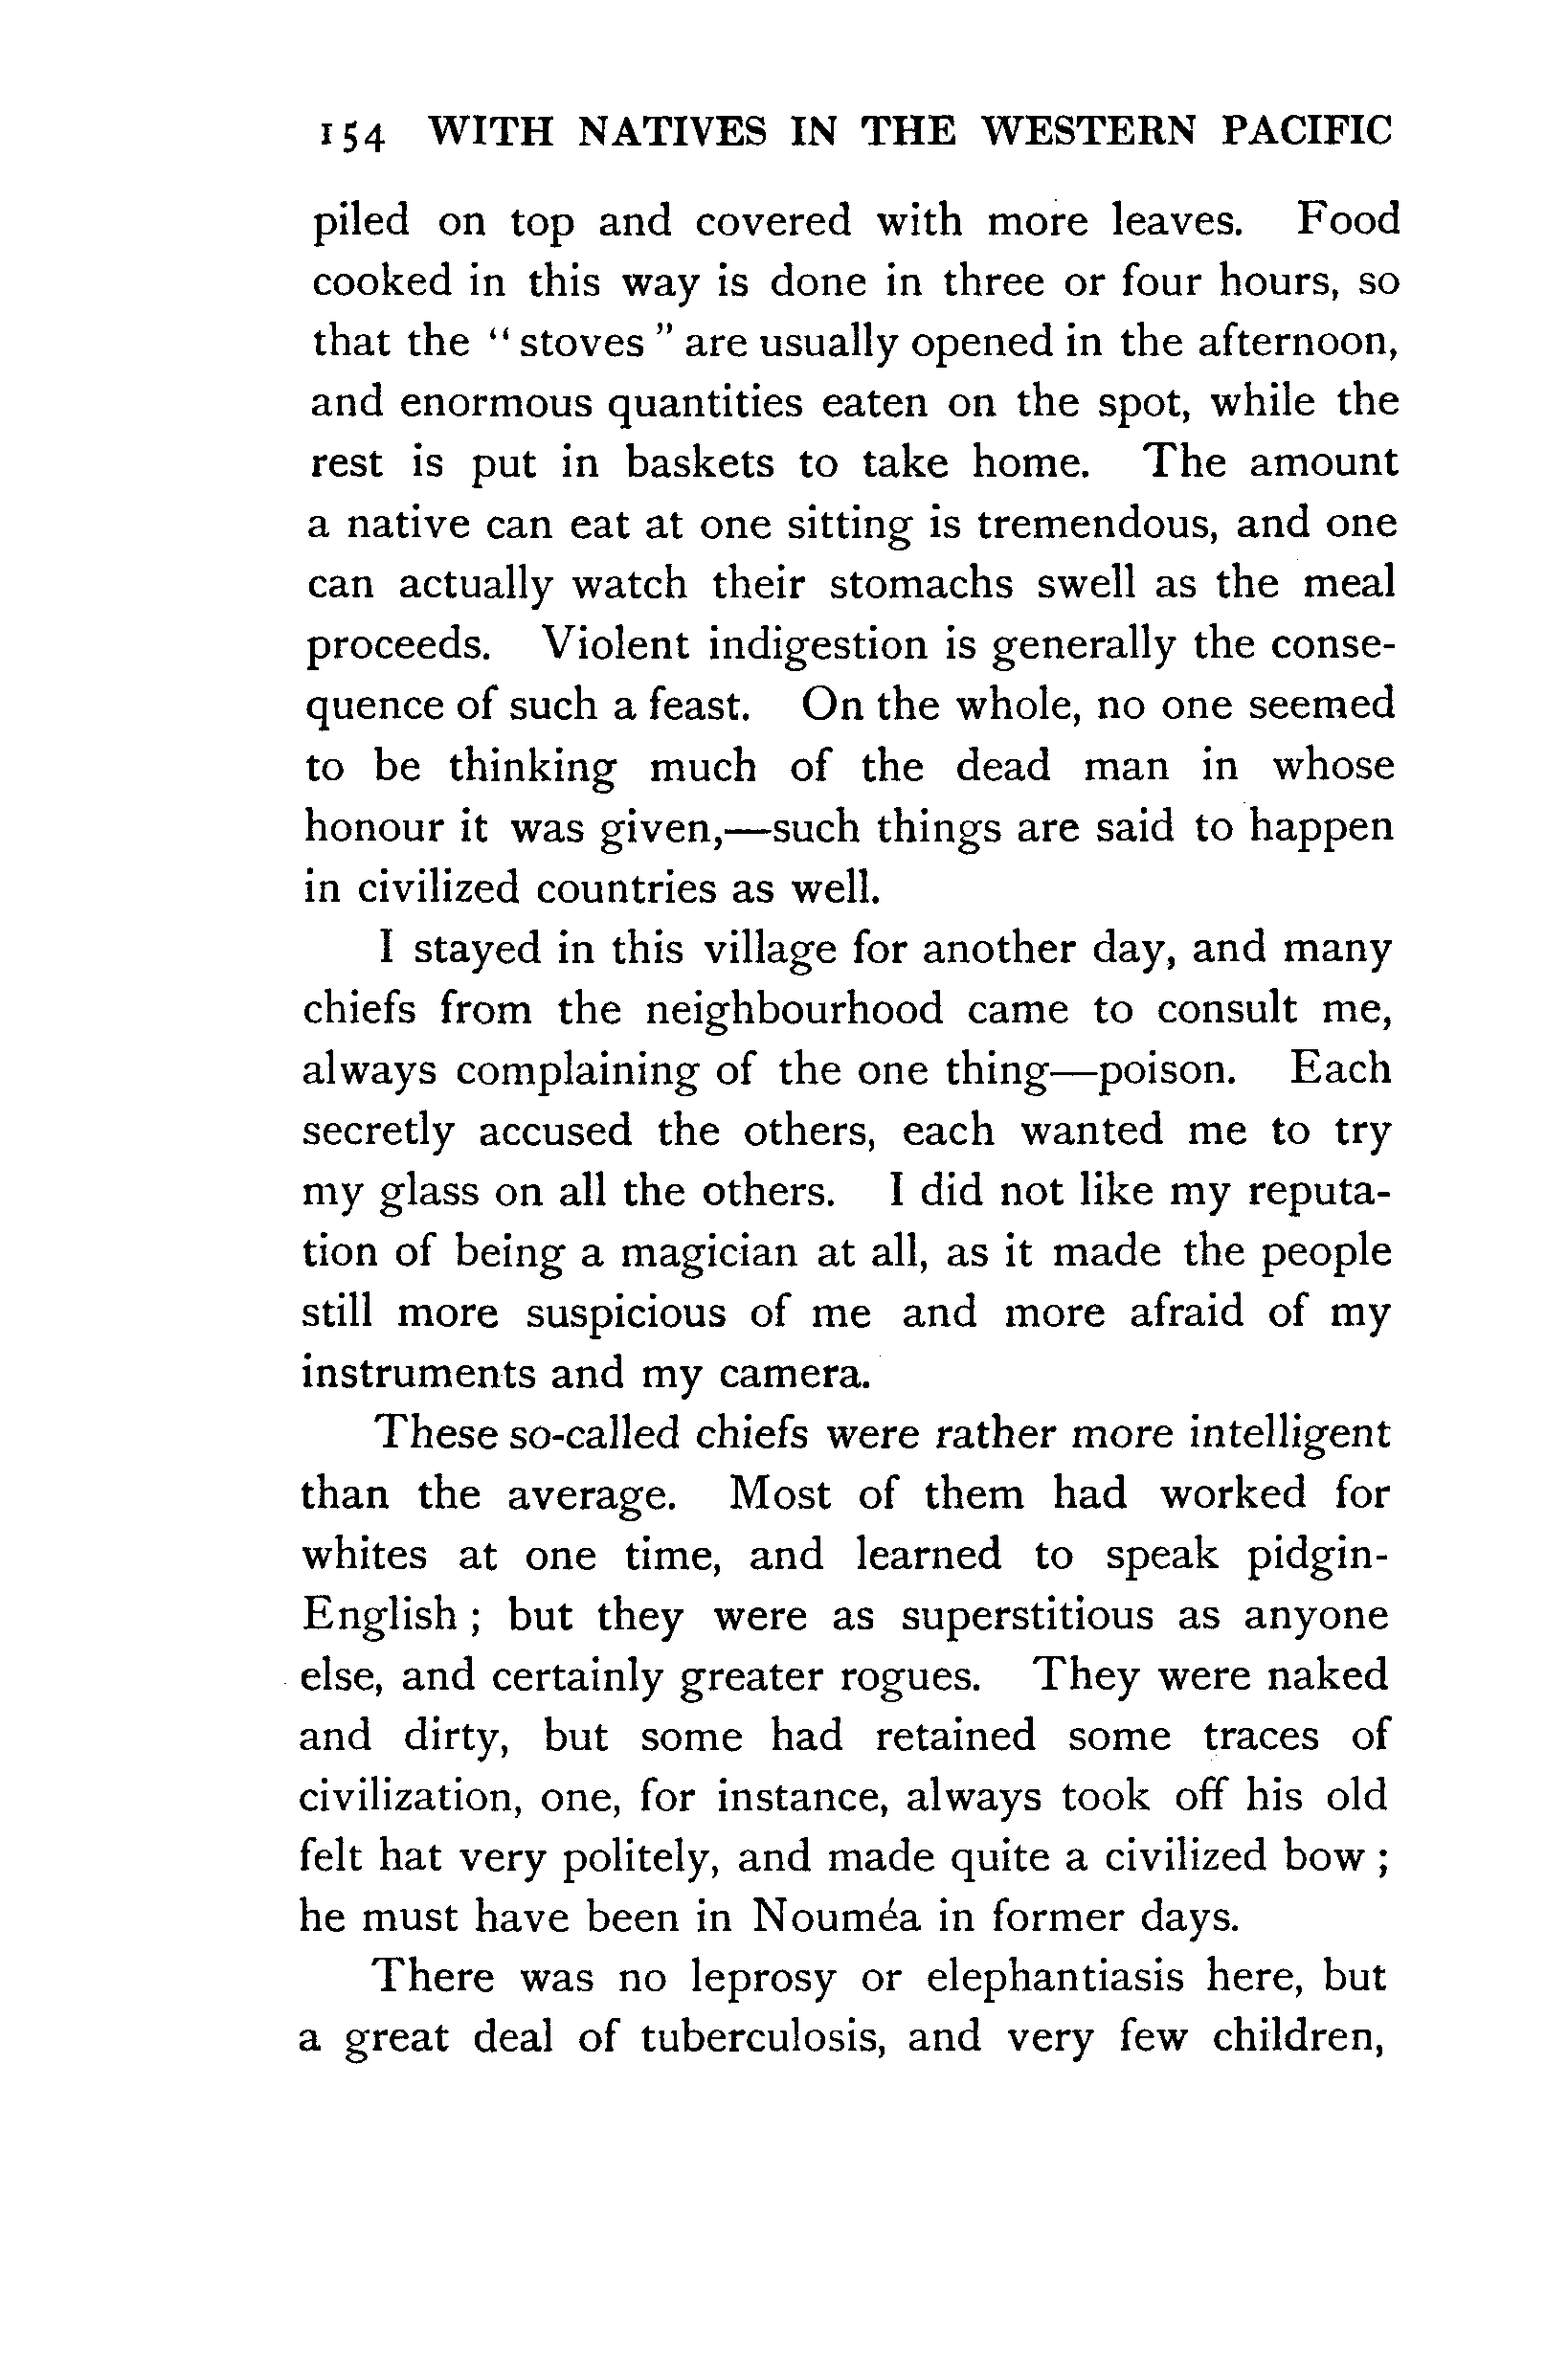 154 WITH NATIVES IN THE WESTERN PACIFIC
piled on top and covered with more leaves. Food
cooked in this way is done in three or four hours, so
that the “ stoves ” are usually opened in the afternoon,
and enormous quantities eaten on the spot, while the
rest is put in baskets to take home. The amount
a native can eat at one sitting is tremendous, and one
can actually watch their stomachs swell as the meal
proceeds. Violent indigestion is generally the conse-
quence of such a feast. On the whole, no one seemed
to be thinking much of the dead man in whose
honour it was given,—such things are said to happen
in civilized countries as well.
I stayed in this village for another day, and many
chiefs from the neighbourhood came to consult me,
always complaining of the one thing—poison. Each
secretly accused the others, each wanted me to try
my glass on all the others. I did not like my reputa-
tion of being a magician at all, as it made the people
still more suspicious of me and more afraid of my
instruments and my camera.
These so-called chiefs were rather more intelligent
than the average. Most of them had worked for
whites at one time, and learned to speak pidgin-
English ; but they were as superstitious as anyone
else, and certainly greater rogues. They were naked
and dirty, but some had retained some traces of
civilization, one, for instance, always took off his old
felt hat very politely, and made quite a civilized bow ;
he must have been in Nouméa in former days.
There was no leprosy or elephantiasis here, but
a great deal of tuberculosis, and very few children,